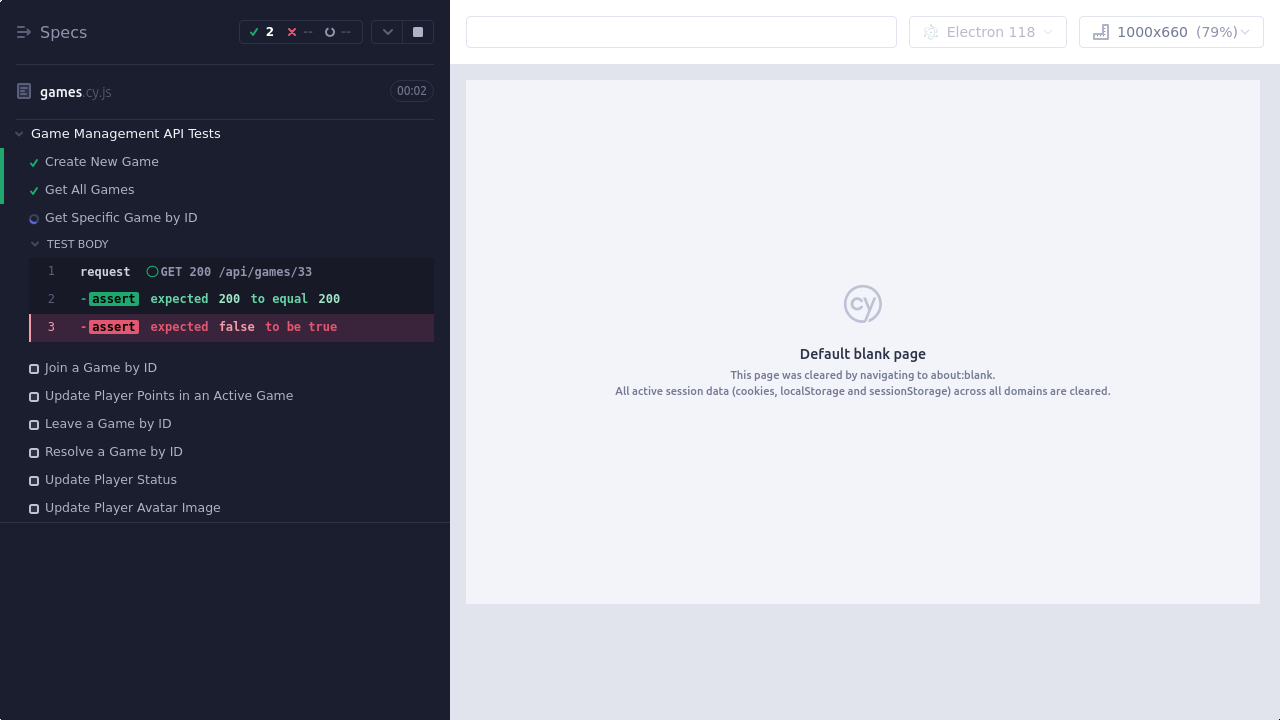 Specs
2 -- --
games.cy.js
00:02
Game Management API Tests
Create New Game
Get All Games
Get Specific Game by ID
TEST BODY
1 request GET 200 /api/games/33
2 -assert expected 200 to equal 200
3 -assert expected false to be true
Join a Game by ID
Update Player Points in an Active Game
Leave a Game by ID
Resolve a Game by ID
Update Player Status
Update Player Avatar Image
Electron 118
1000x660 (79%)
cy
Default blank page
This page was cleared by navigating to about:blank.
All active session data (cookies, localStorage and sessionStorage) across all domains are cleared.